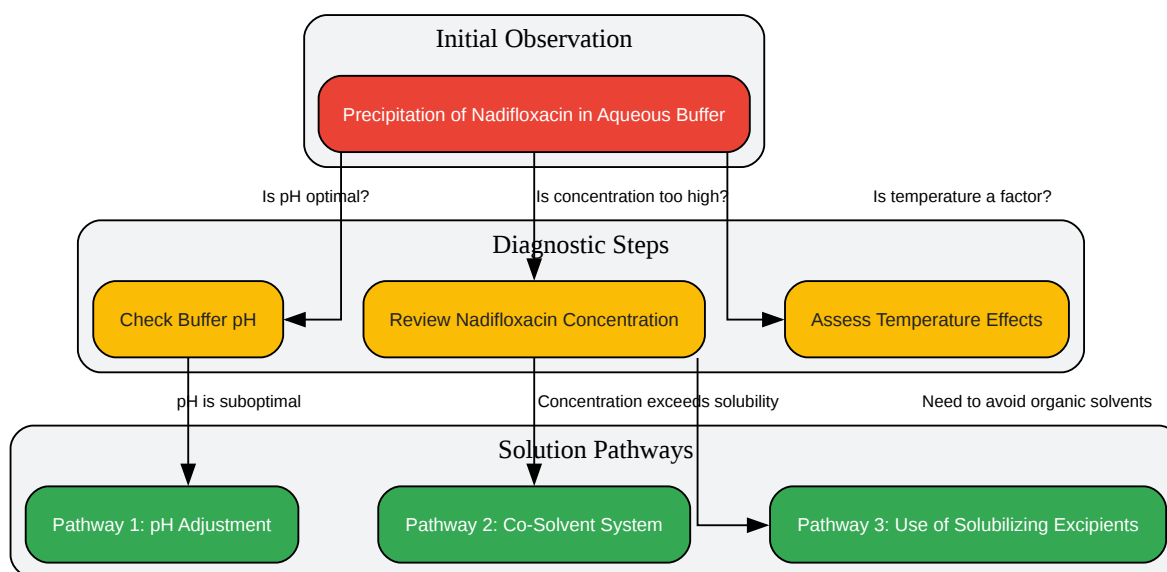 Initial Observation
Precipitation of Nadifloxacin in Aqueous Buffer
Is pH optimal?
Is concentration too high?
Is temperature a factor?
Diagnostic Steps
Check Buffer pH
Review Nadifloxacin Concentration
Assess Temperature Effects
pH is suboptimal
Concentration exceeds solubility
Need to avoid organic solvents
Solution Pathways
Pathway 1: pH Adjustment
Pathway 2: Co-Solvent System
Pathway 3: Use of Solubilizing Excipients